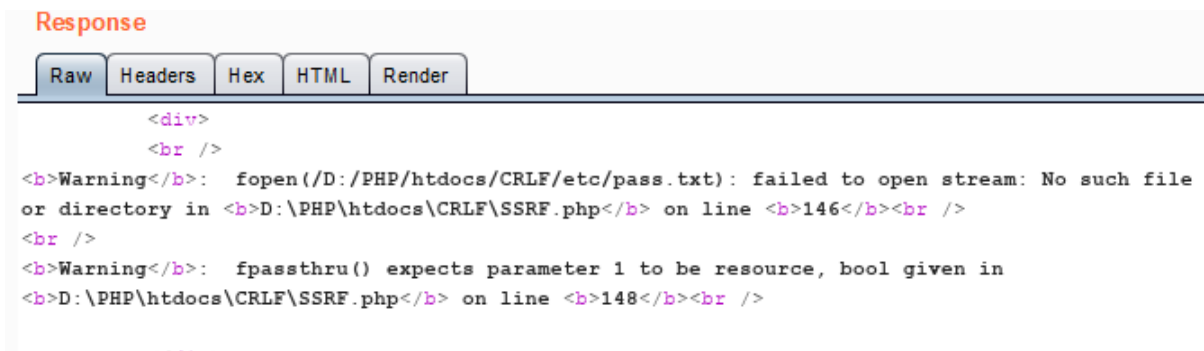 Response
Raw Headers Hex HTML Render
<div>
<br />
<b>Warning</b>:  fopen(/D:/PHP/htdocs/CRLF/etc/pass.txt): failed to open stream: No such file
or directory in <b>D:\PHP\htdocs\CRLF\SSRF.php</b> on line <b>146</b><br />
<br />
<b>Warning</b>:  fpassthru() expects parameter 1 to be resource, bool given in
<b>D:\PHP\htdocs\CRLF\SSRF.php</b> on line <b>148</b><br />